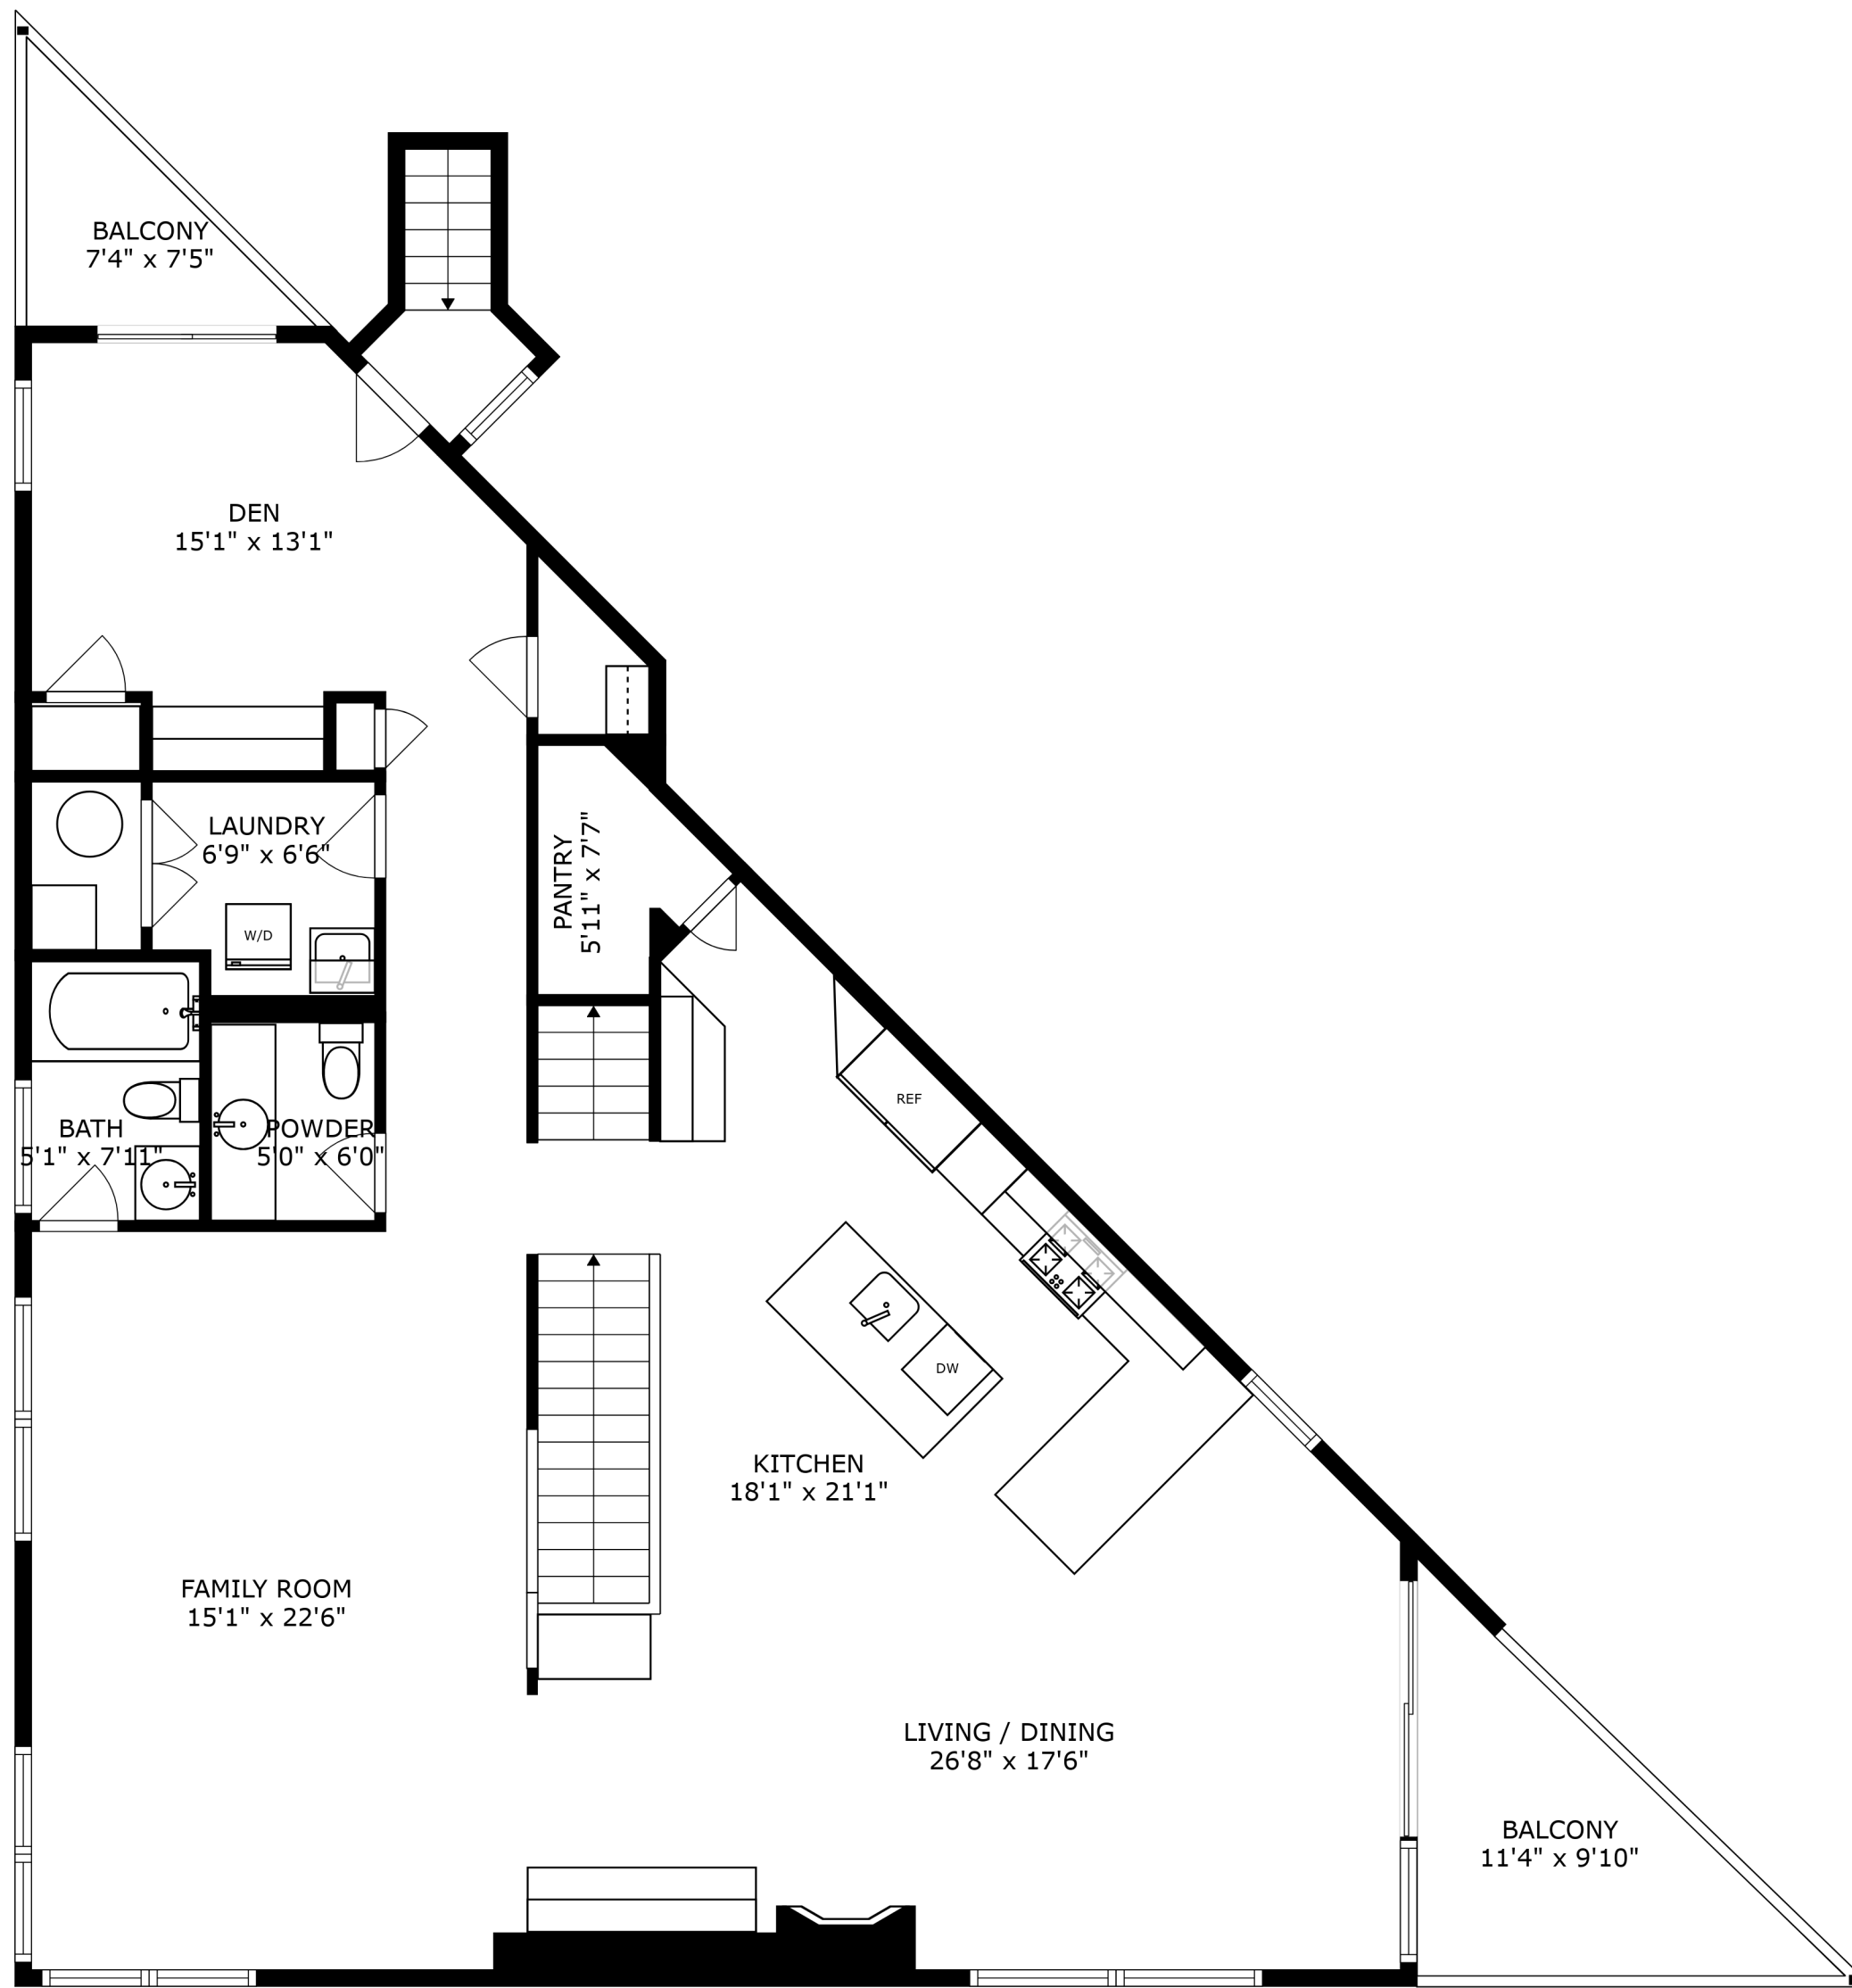 BALCONY
7'4" x 7'5"
DEN
15'1" x 13'1"
LAUNDRY
6'9" x 6'6"
W/D
PANTRY
5'11" x 7'7"
REF
BATH
5'1" x 7'11"
POWDER
5'0" x 6'0"
DW
KITCHEN
18'1" x 21'1"
FAMILY ROOM
15'1" x 22'6"
LIVING / DINING
26'8" x 17'6"
BALCONY
11'4" x 9'10"